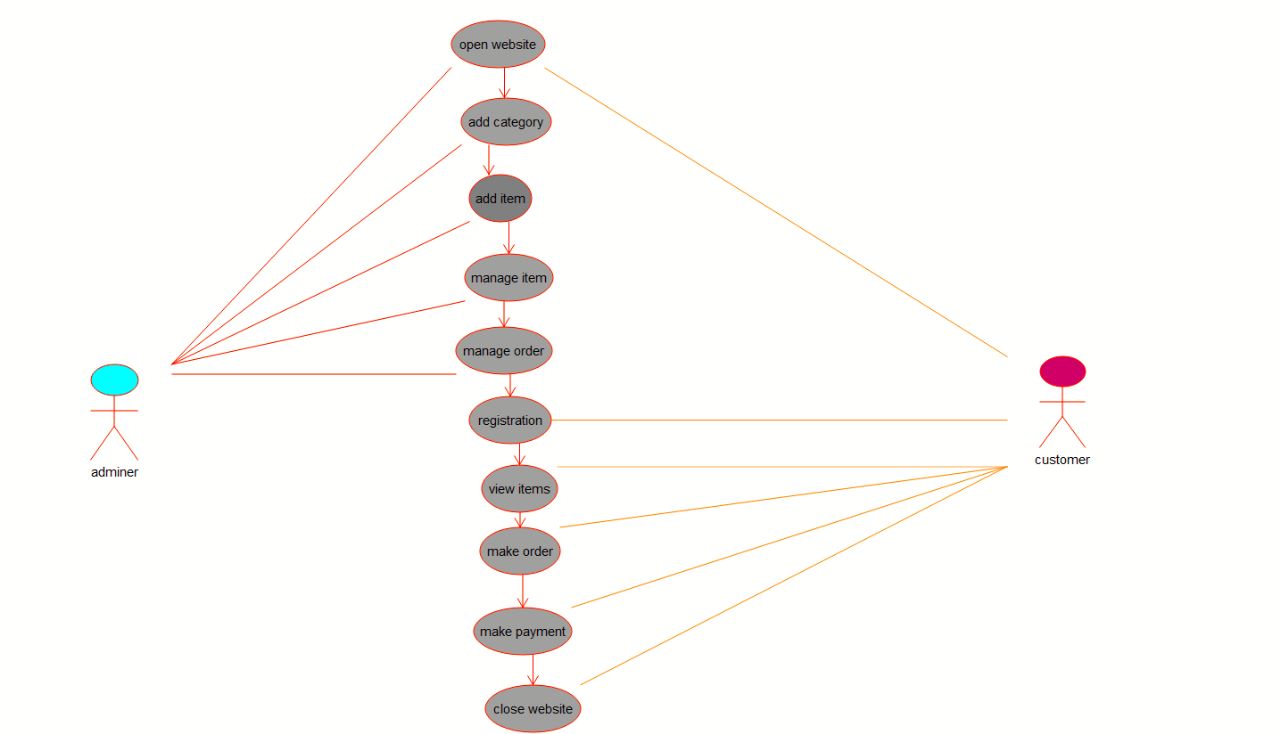 open website
add category
add item
manage item
manage order
registration
adminer
customer
view items
make order
make payment
close website